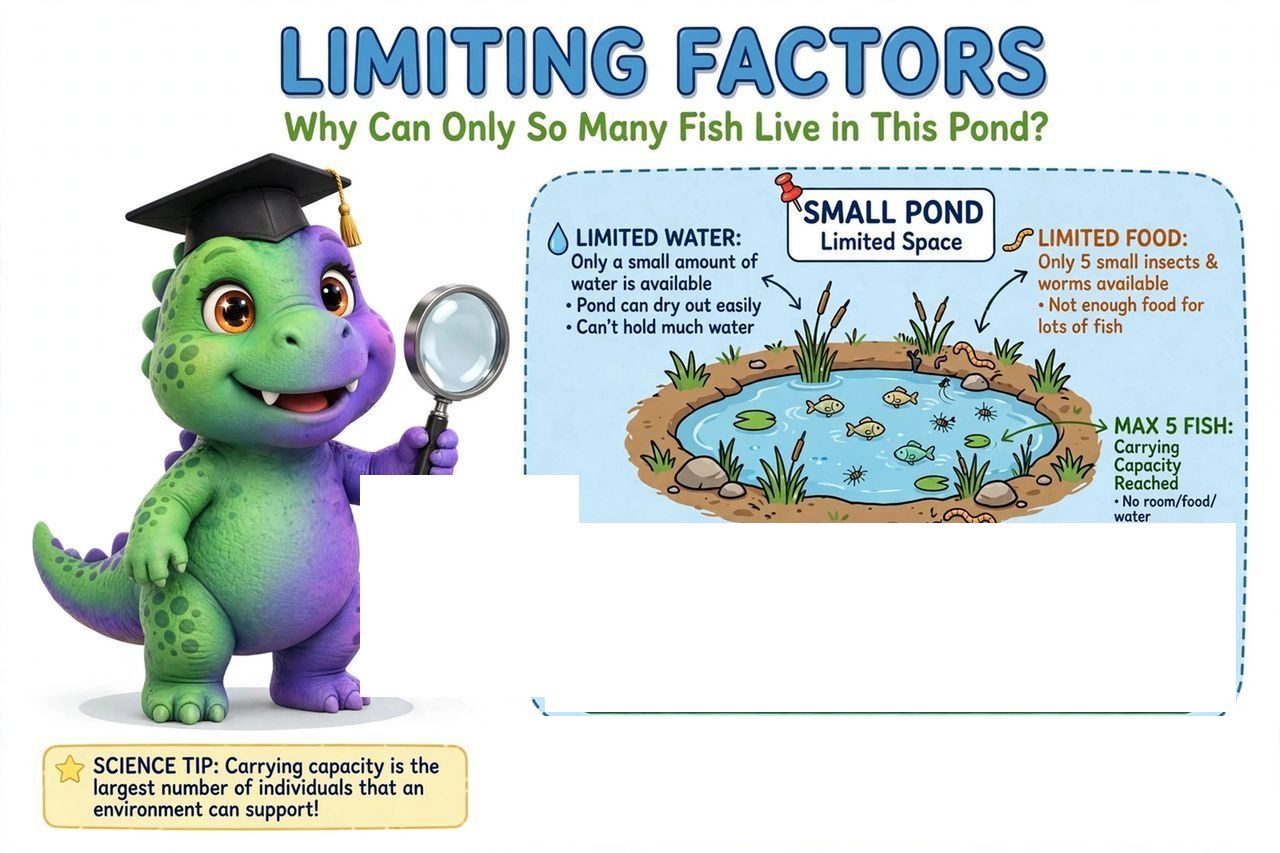 LIMITING FACTORS
Why Can Only So Many Fish Live in This Pond?
SMALL POND
Limited Space
LIMITED WATER:
Only a small amount of
water is available
• Pond can dry out easily
• Can't hold much water
LIMITED FOOD:
Only 5 small insects &
worms available
• Not enough food for
lots of fish
MAX 5 FISH:
Carrying
Capacity
Reached
• No room/food/
water
SCIENCE TIP: Carrying capacity is the
largest number of individuals that an
environment can support!